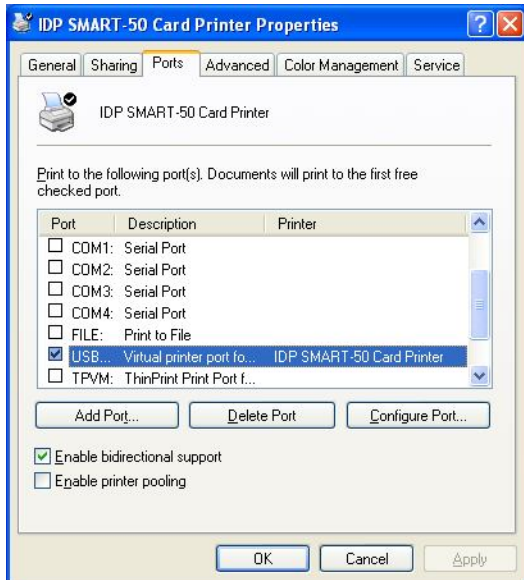 IDP SMART-50 Card Printer Properties
General Sharing Ports Advanced Color Management Service
IDP SMART-50 Card Printer
Print to the following port(s). Documents will print to the first free
checked port.
Port Description Printer
COM1: Serial Port
COM2: Serial Port
COM3: Serial Port
COM4: Serial Port
FILE: Print to File
USB... Virtual printer port fo... IDP SMART-50 Card Printer
TPVM: ThinPrint Print Port f...
Add Port... Delete Port Configure Port...
Enable bidirectional support
Enable printer pooling
OK Cancel Apply